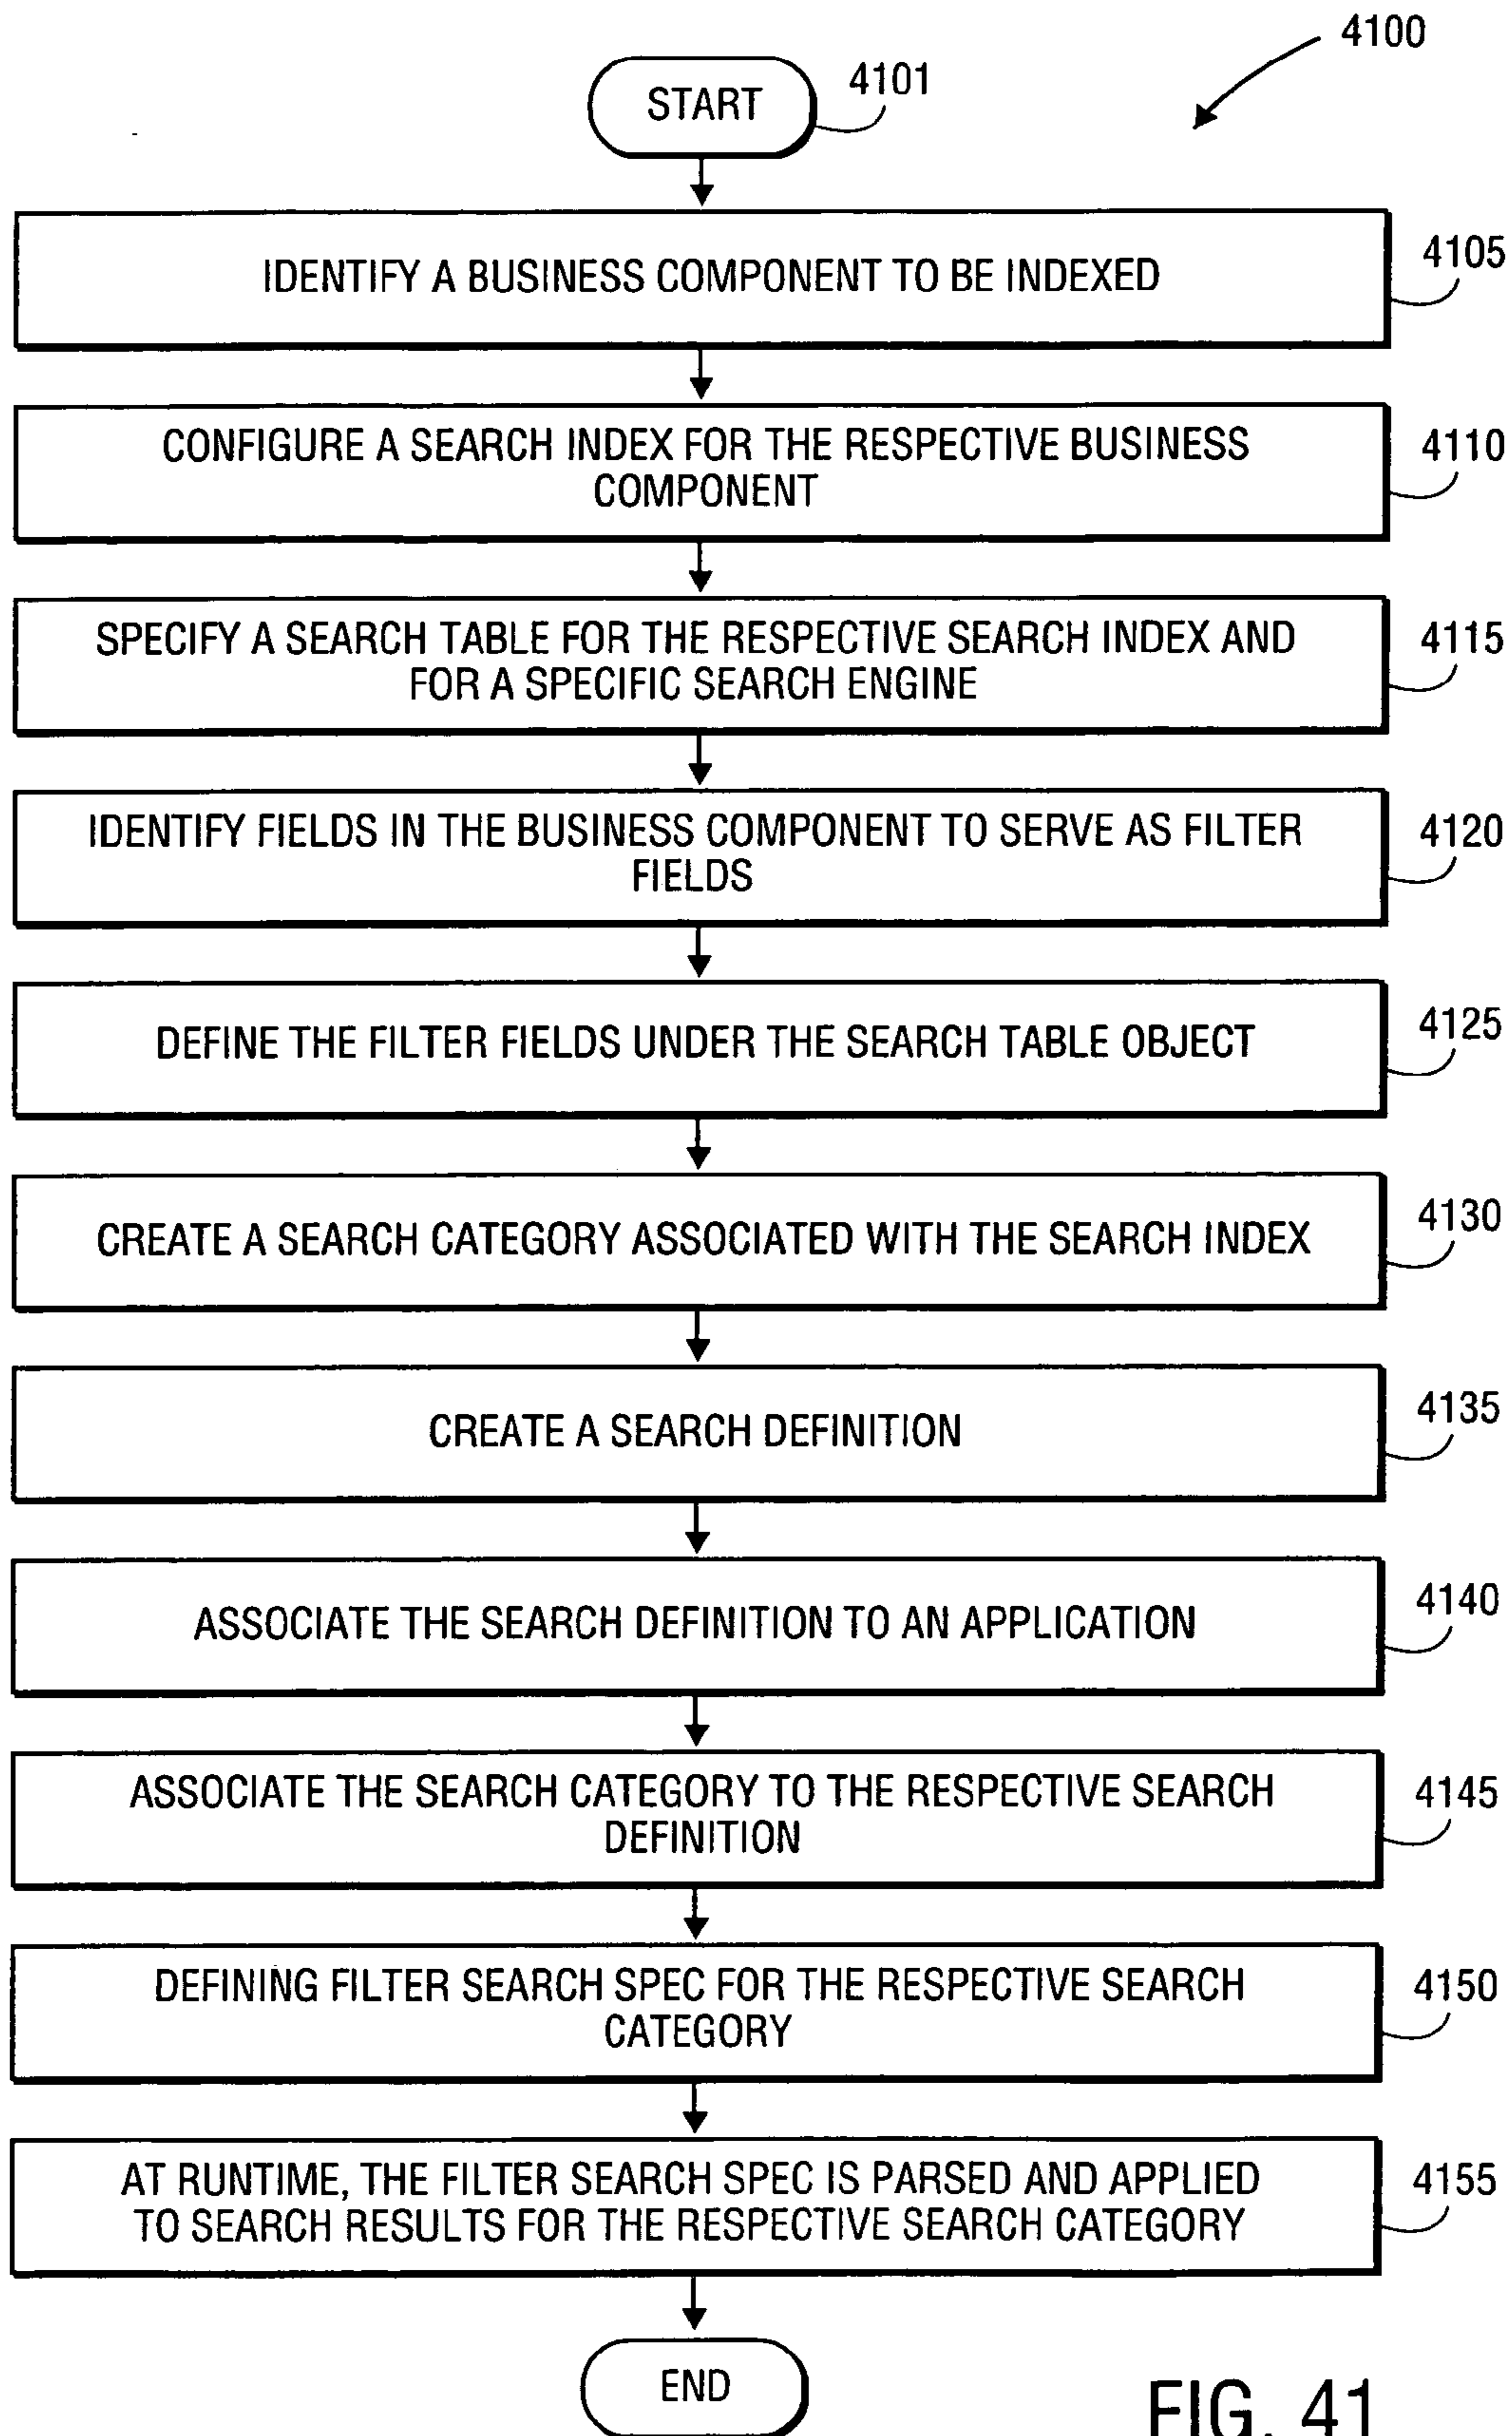 4100
START
4101
IDENTIFY A BUSINESS COMPONENT TO BE INDEXED
4105
CONFIGURE A SEARCH INDEX FOR THE RESPECTIVE BUSINESS
COMPONENT
4110
SPECIFY A SEARCH TABLE FOR THE RESPECTIVE SEARCH INDEX AND
FOR A SPECIFIC SEARCH ENGINE
4115
IDENTIFY FIELDS IN THE BUSINESS COMPONENT TO SERVE AS FILTER
FIELDS
4120
DEFINE THE FILTER FIELDS UNDER THE SEARCH TABLE OBJECT
4125
CREATE A SEARCH CATEGORY ASSOCIATED WITH THE SEARCH INDEX
4130
CREATE A SEARCH DEFINITION
4135
ASSOCIATE THE SEARCH DEFINITION TO AN APPLICATION
4140
ASSOCIATE THE SEARCH CATEGORY TO THE RESPECTIVE SEARCH
DEFINITION
4145
DEFINING FILTER SEARCH SPEC FOR THE RESPECTIVE SEARCH
CATEGORY
4150
AT RUNTIME, THE FILTER SEARCH SPEC IS PARSED AND APPLIED
TO SEARCH RESULTS FOR THE RESPECTIVE SEARCH CATEGORY
4155
END
FIG. 41